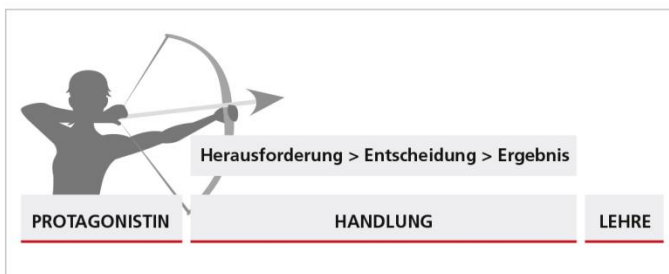 Herausforderung > Entscheidung > Ergebnis
PROTAGONISTIN HANDLUNG LEHRE